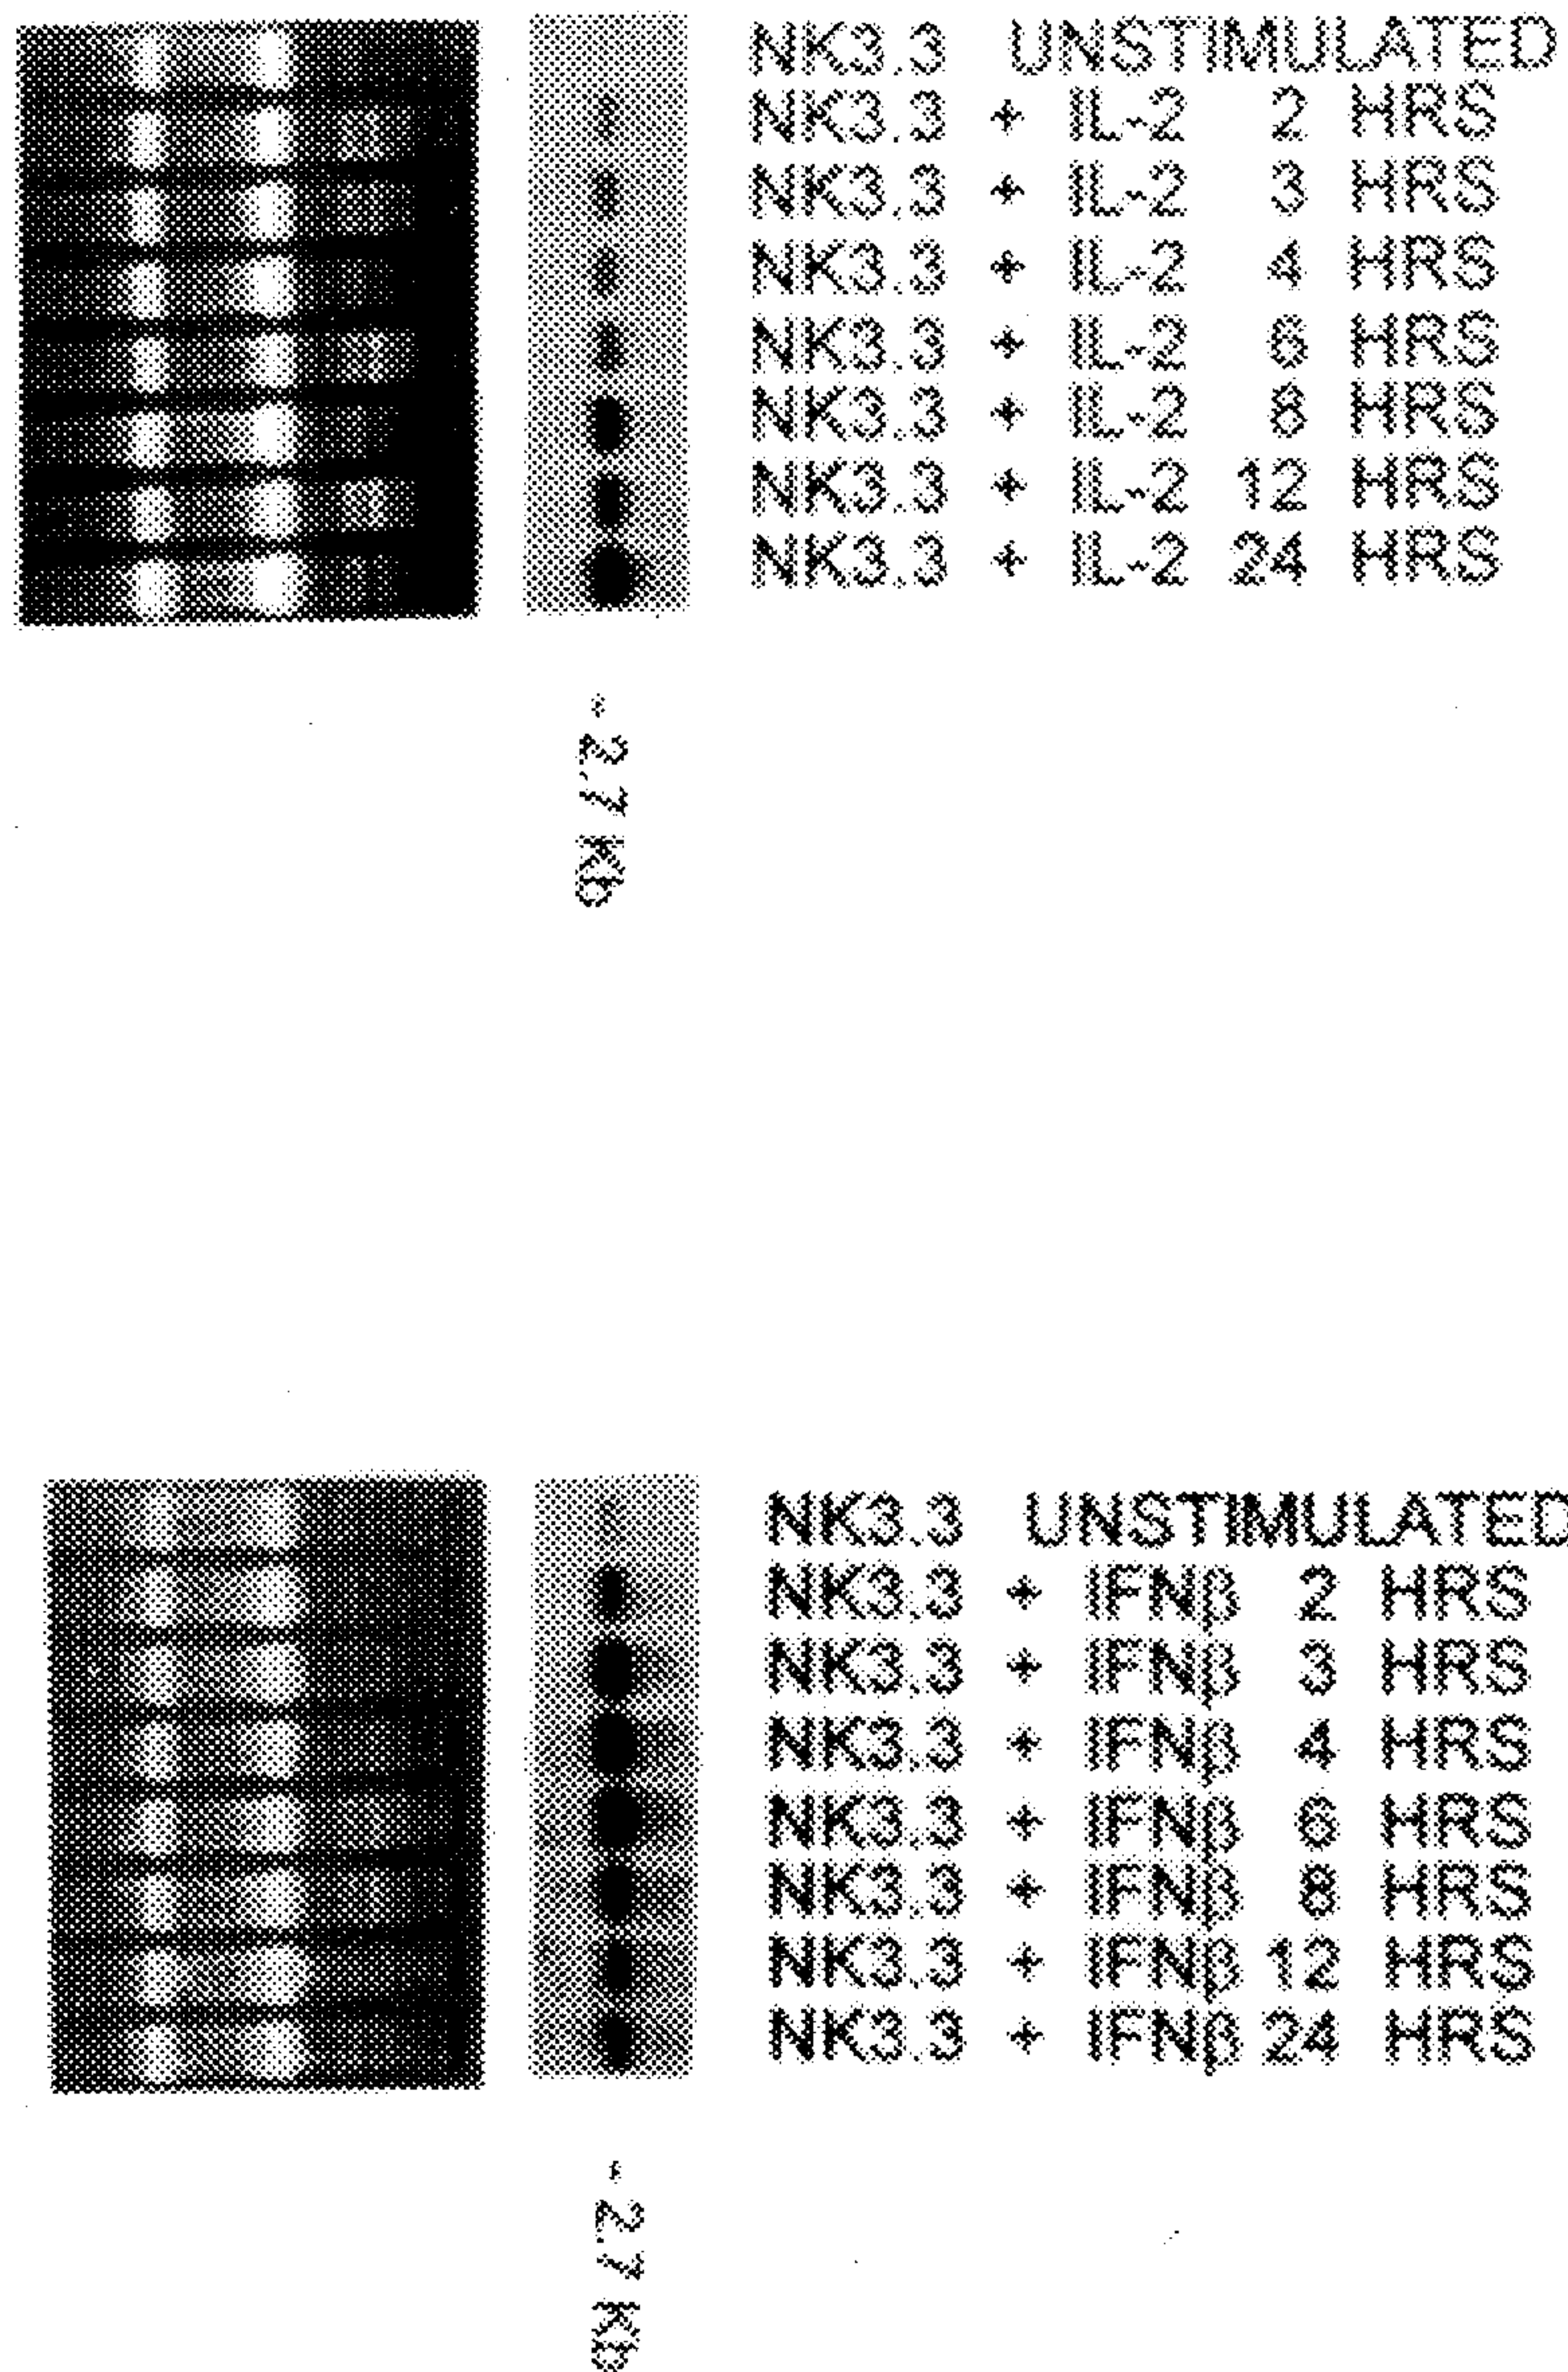 NK3.3 UNSTIMULATED
NK3.3 + IL-2 2 HRS
NK3.3 + IL-2 3 HRS
NK3.3 + IL-2 4 HRS
NK3.3 + IL-2 6 HRS
NK3.3 + IL-2 8 HRS
NK3.3 + IL-2 12 HRS
NK3.3 + IL-2 24 HRS
2.7 Kb
NK3.3 UNSTIMULATED
NK3.3 + IFNβ 2 HRS
NK3.3 + IFNβ 3 HRS
NK3.3 + IFNβ 4 HRS
NK3.3 + IFNβ 6 HRS
NK3.3 + IFNβ 8 HRS
NK3.3 + IFNβ 12 HRS
NK3.3 + IFNβ 24 HRS
2.7 Kb